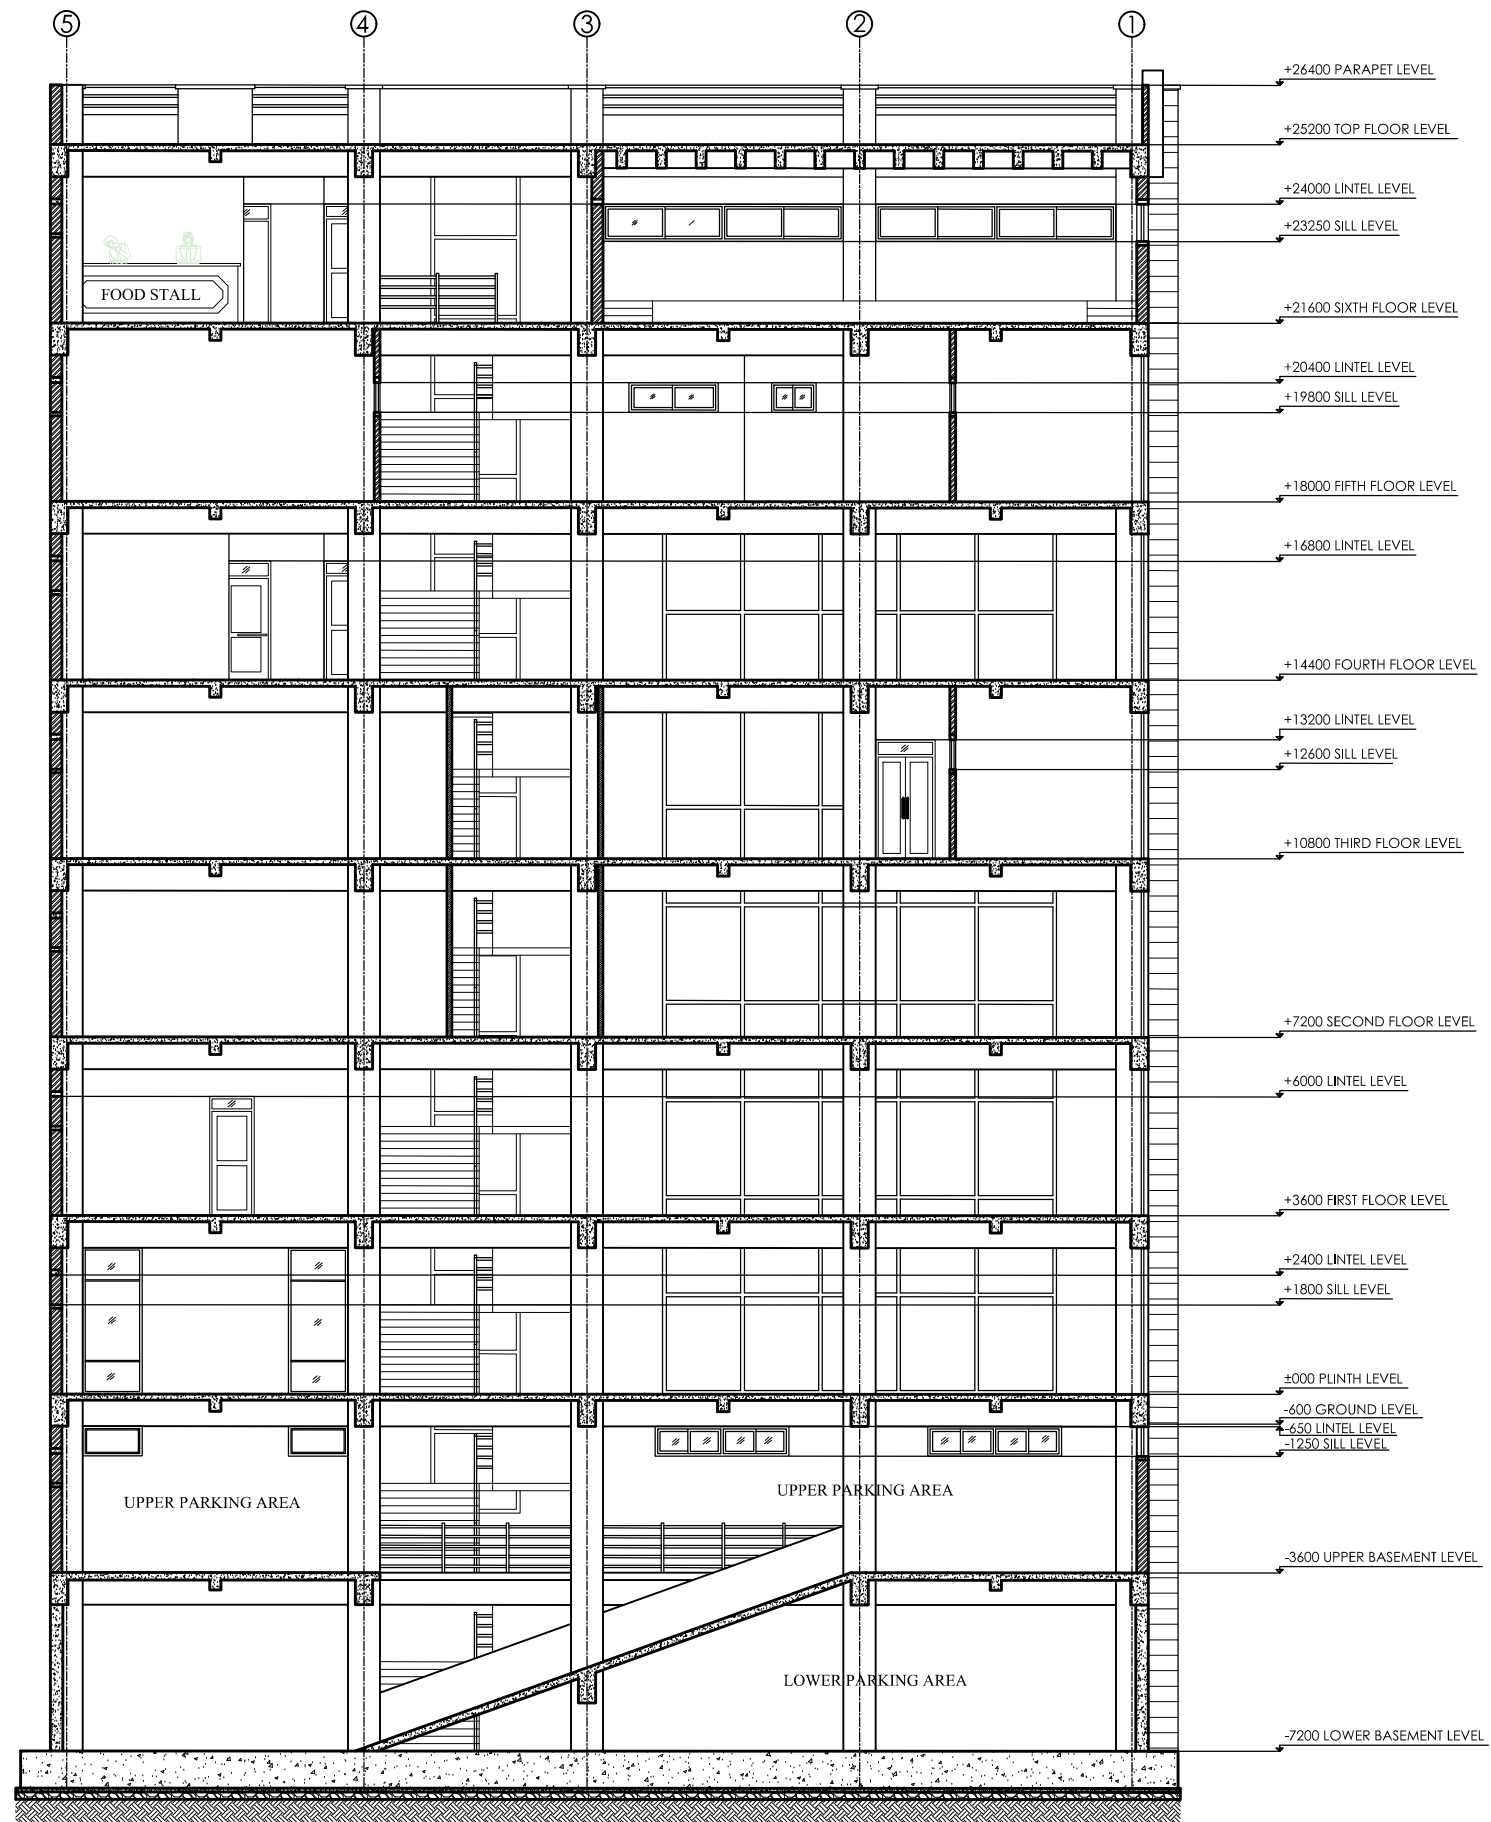 5 4 3 2 1
+26400 PARAPET LEVEL
+25200 TOP FLOOR LEVEL
+24000 LINTEL LEVEL
+23250 SILL LEVEL
FOOD STALL
+21600 SIXTH FLOOR LEVEL
+20400 LINTEL LEVEL
+19800 SILL LEVEL
+18000 FIFTH FLOOR LEVEL
+16800 LINTEL LEVEL
+14400 FOURTH FLOOR LEVEL
+13200 LINTEL LEVEL
+12600 SILL LEVEL
+10800 THIRD FLOOR LEVEL
+7200 SECOND FLOOR LEVEL
+6000 LINTEL LEVEL
+3600 FIRST FLOOR LEVEL
+2400 LINTEL LEVEL
+1800 SILL LEVEL
±000 PLINTH LEVEL
-600 GROUND LEVEL
-650 LINTEL LEVEL
-1250 SILL LEVEL
UPPER PARKING AREA
UPPER PARKING AREA
-3600 UPPER BASEMENT LEVEL
LOWER PARKING AREA
-7200 LOWER BASEMENT LEVEL